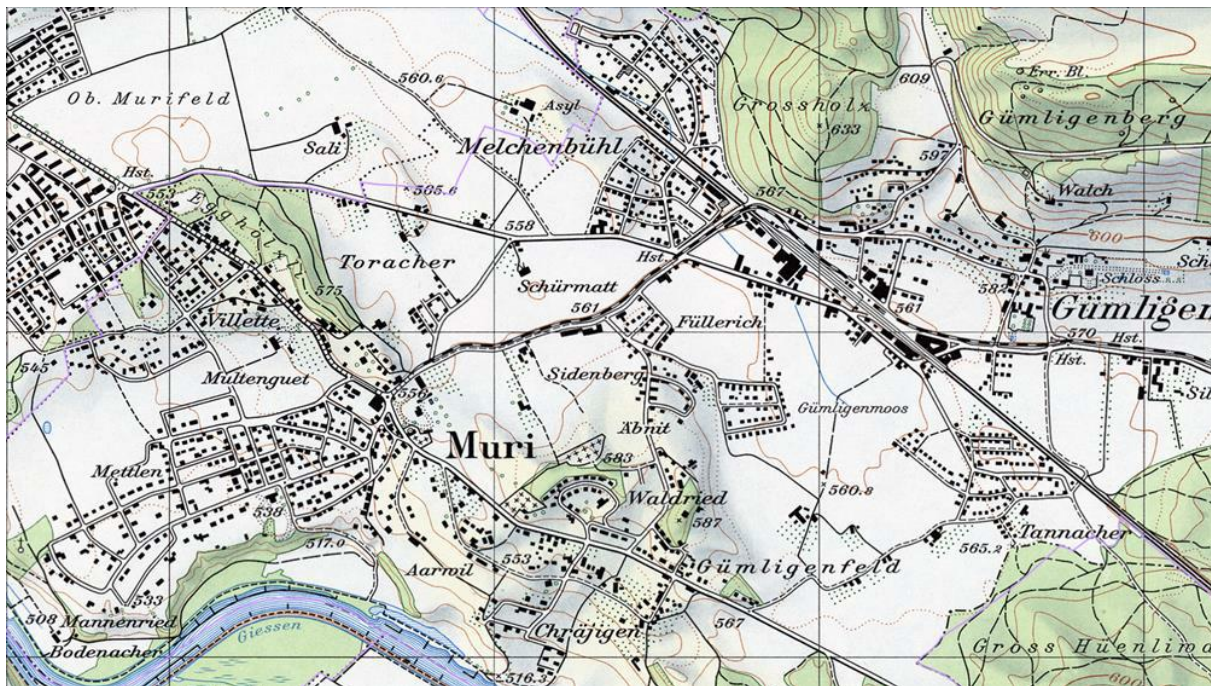 609
Err. Bl.
560.6
Ob. Murifeld
Asyl
Grossholz
Gümligenberg
633
Sali
Melchenbühl
597
Hst.
553
Eggholz
565.6
567
Walch
558
600
Toracher
Hst.
Schürmatt
582
Schloss
575
561
561
Gümligen
Villette
Füllerich
570
Hst.
Hst.
545
Multenguet
Sidenberg
556
Gümligenmoos
Äbnit
Muri
Mettlen
583
Waldried
560.8
538
587
517.9
Tannacher
565.2
Aarwil
553
Gümligenfeld
533
508
Mannenried
Giessen
Chräjigen
567
Bodenacher
Gross Hüenliwa
516.3
600